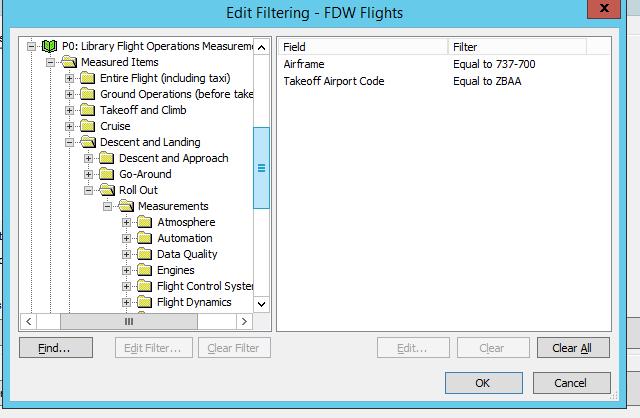 Edit Filtering - FDW Flights
x
P0: Library Flight Operations Measureme
Measured Items
Entire Flight (including taxi)
Ground Operations (before take
Takeoff and Climb
Cruise
Descent and Landing
Descent and Approach
Go-Around
Roll Out
Measurements
Atmosphere
Automation
Data Quality
Engines
Flight Control System
Flight Dynamics
Field Filter
Airframe Equal to 737-700
Takeoff Airport Code Equal to ZBAA
Find... Edit Filter... Clear Filter Edit... Clear Clear All
OK Cancel